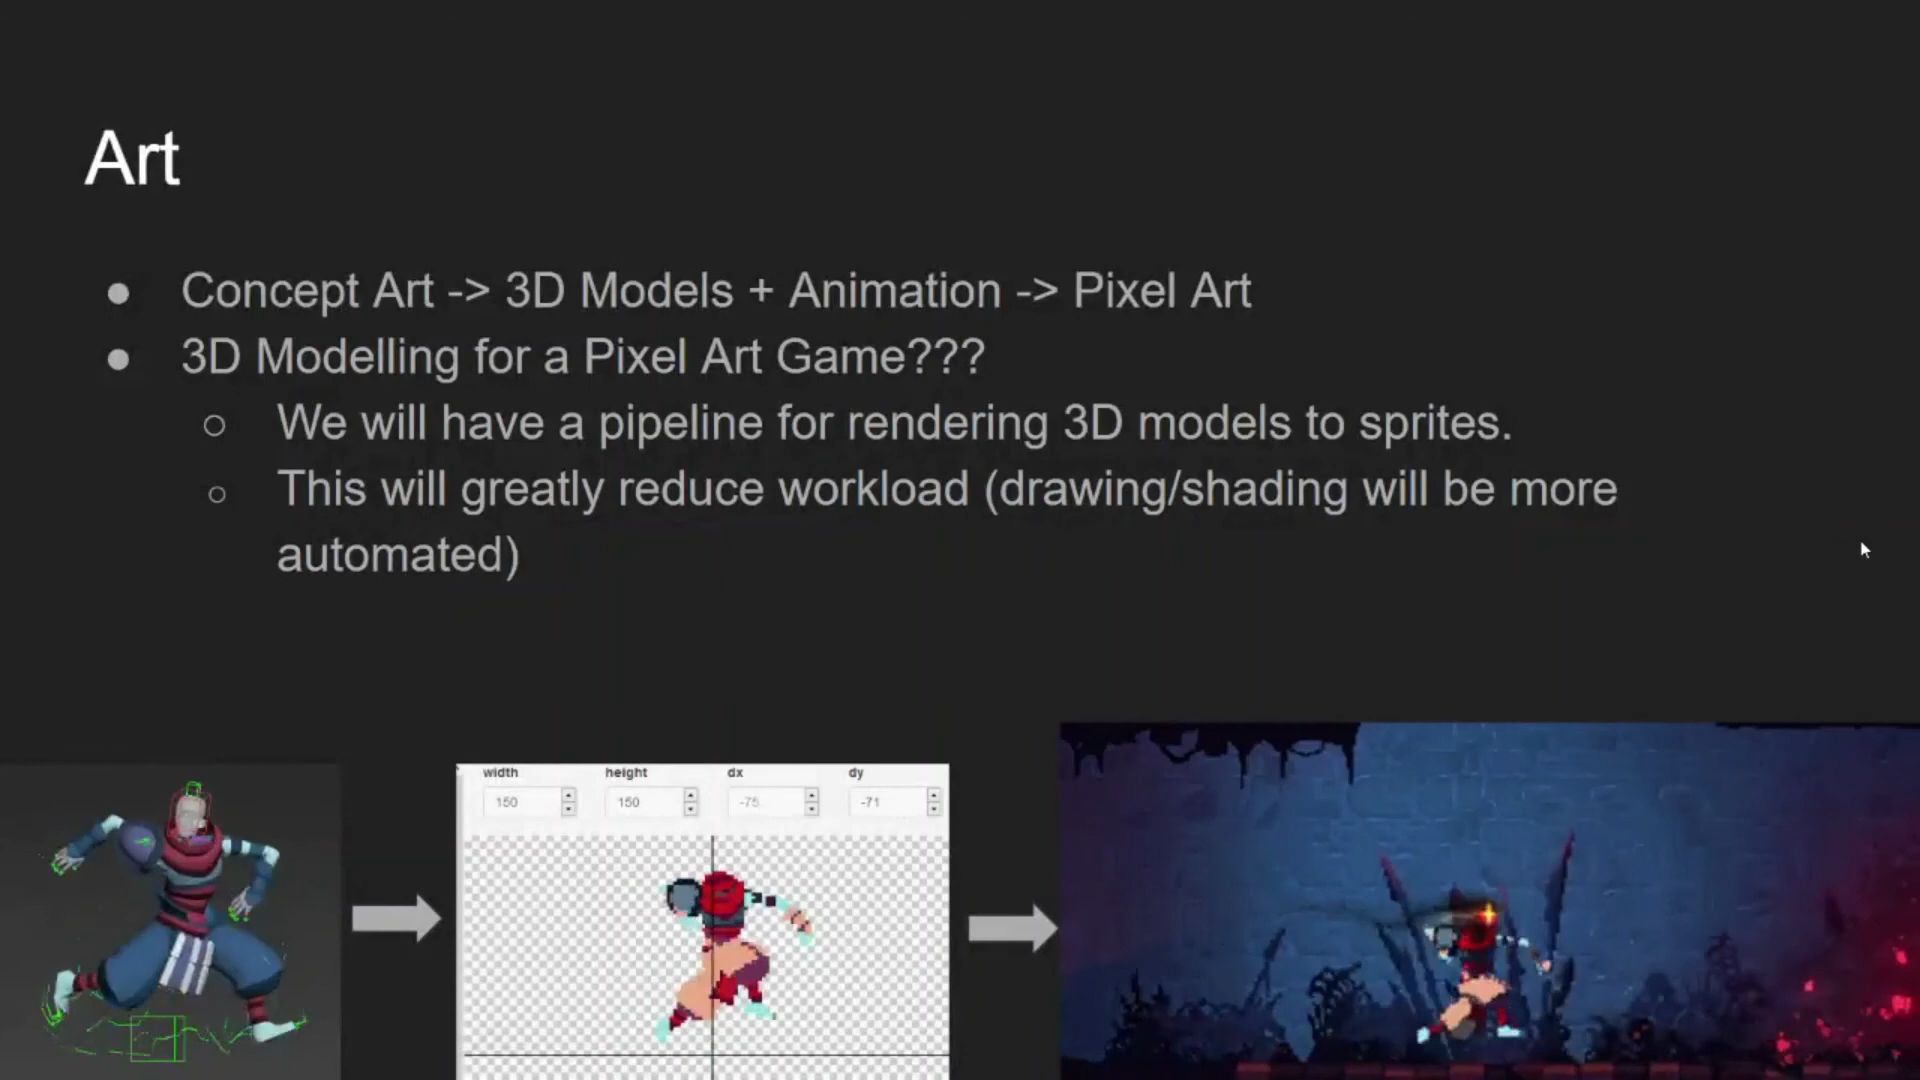 Art
● Concept Art -> 3D Models + Animation -> Pixel Art
● 3D Modelling for a Pixel Art Game???
○ We will have a pipeline for rendering 3D models to sprites.
○ This will greatly reduce workload (drawing/shading will be more
automated)
width height dx dy
150 150 -75 -71